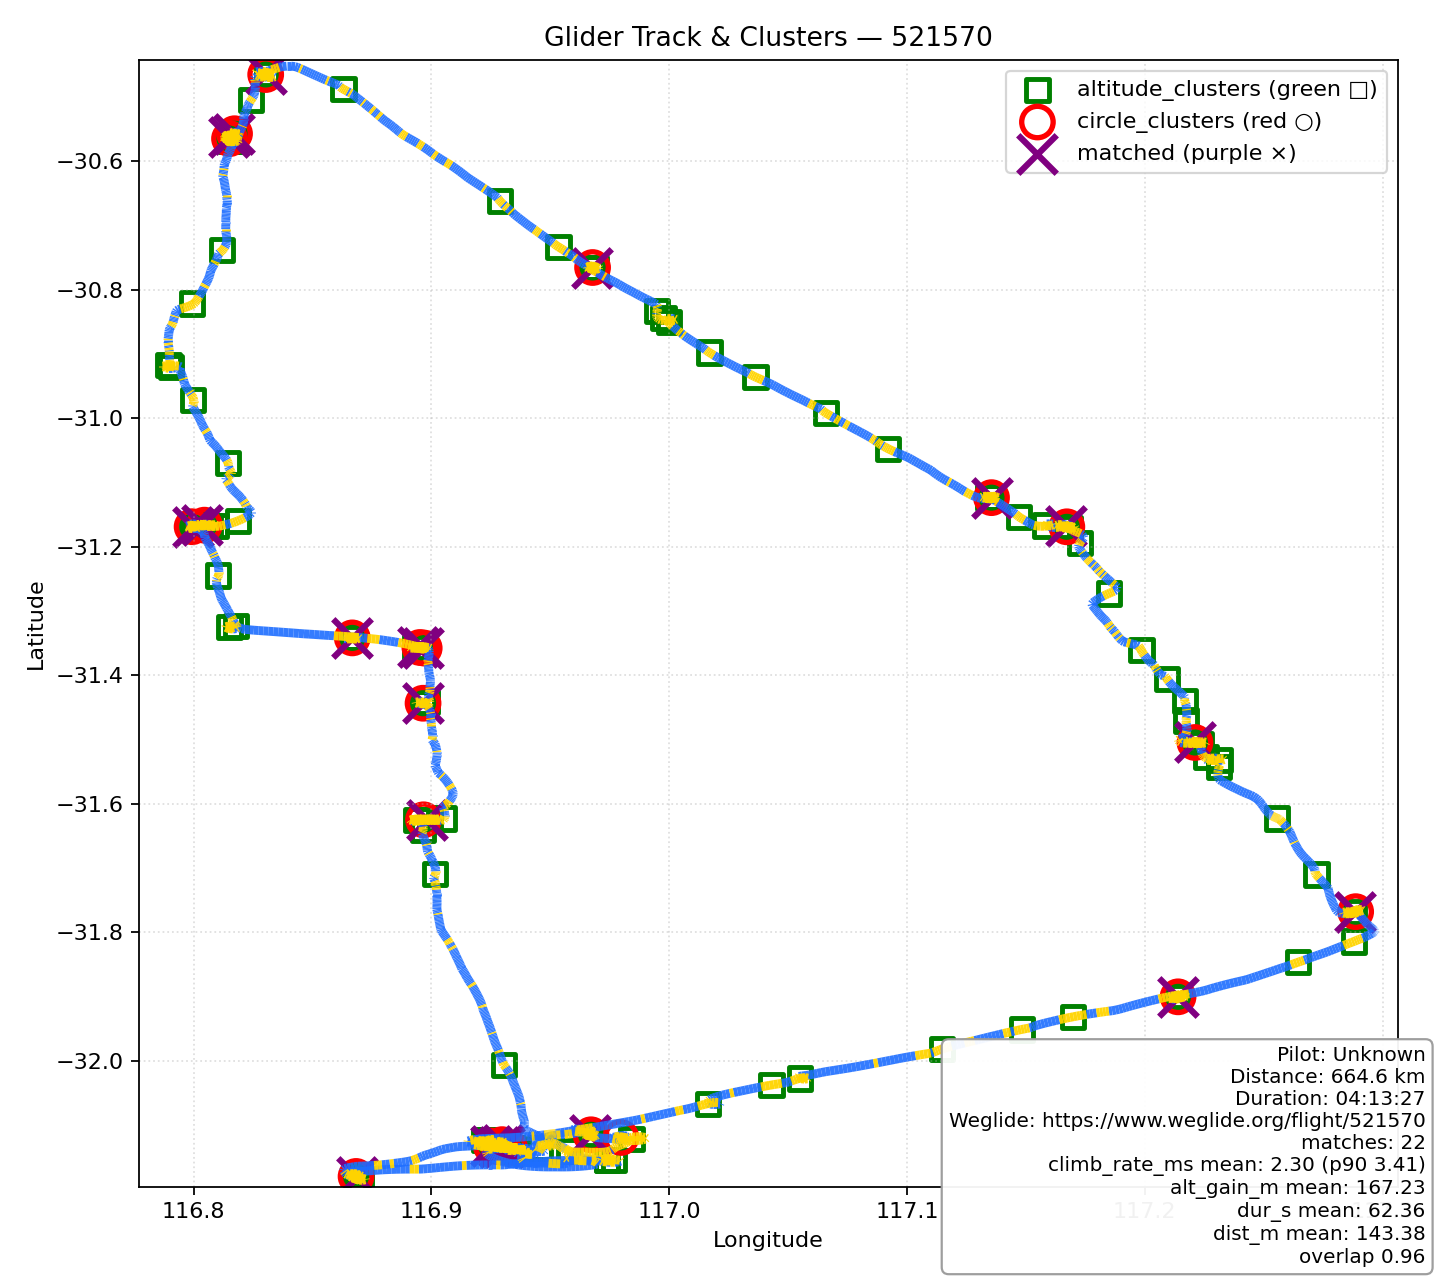 Glider Track & Clusters — 521570
altitude_clusters (green □)
circle_clusters (red ○)
matched (purple ×)
Latitude
−30.6
−30.8
−31.0
−31.2
−31.4
−31.6
−31.8
−32.0
116.8
116.9
117.0
117.1
117.2
Longitude
Pilot: Unknown
Distance: 664.6 km
Duration: 04:13:27
Weglide: https://www.weglide.org/flight/521570
matches: 22
climb_rate_ms mean: 2.30 (p90 3.41)
alt_gain_m mean: 167.23
dur_s mean: 62.36
dist_m mean: 143.38
overlap 0.96